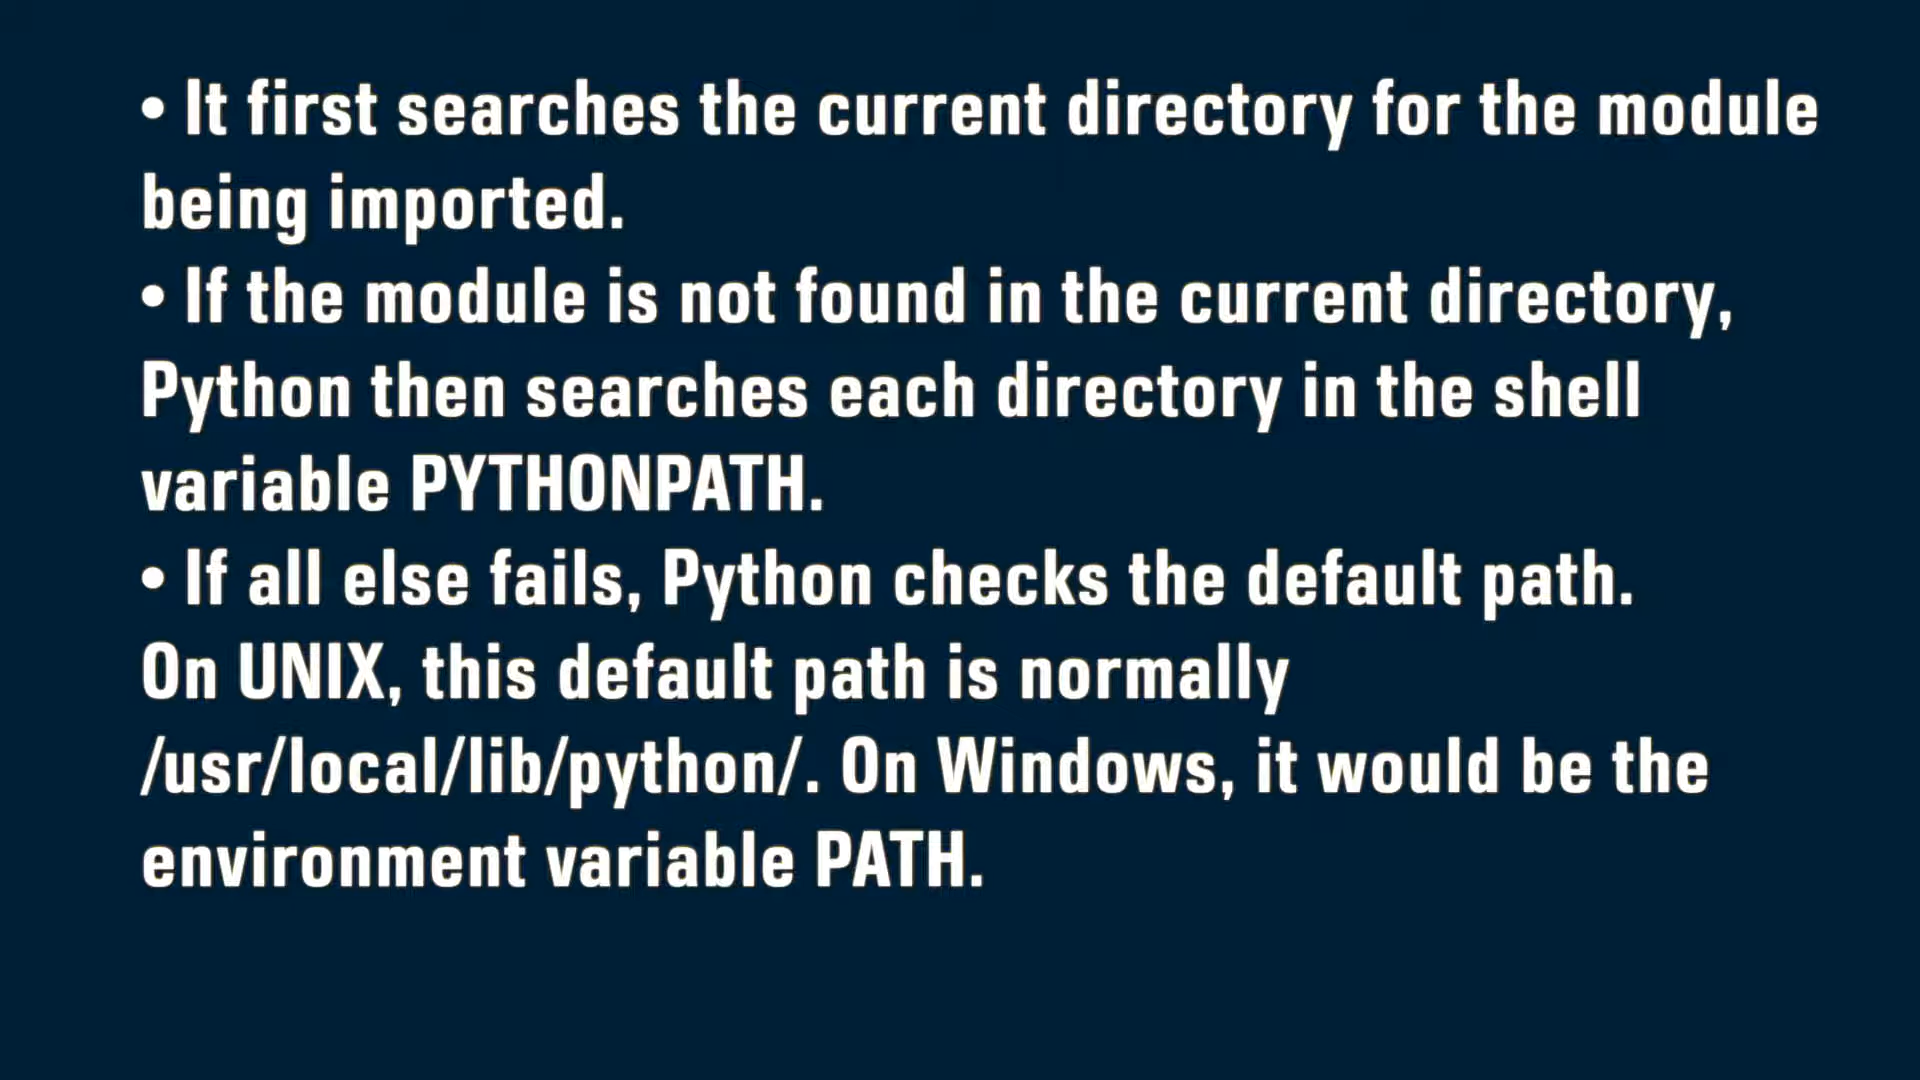 • It first searches the current directory for the module
being imported.
• If the module is not found in the current directory,
Python then searches each directory in the shell
variable PYTHONPATH.
• If all else fails, Python checks the default path.
On UNIX, this default path is normally
/usr/local/lib/python/. On Windows, it would be the
environment variable PATH.